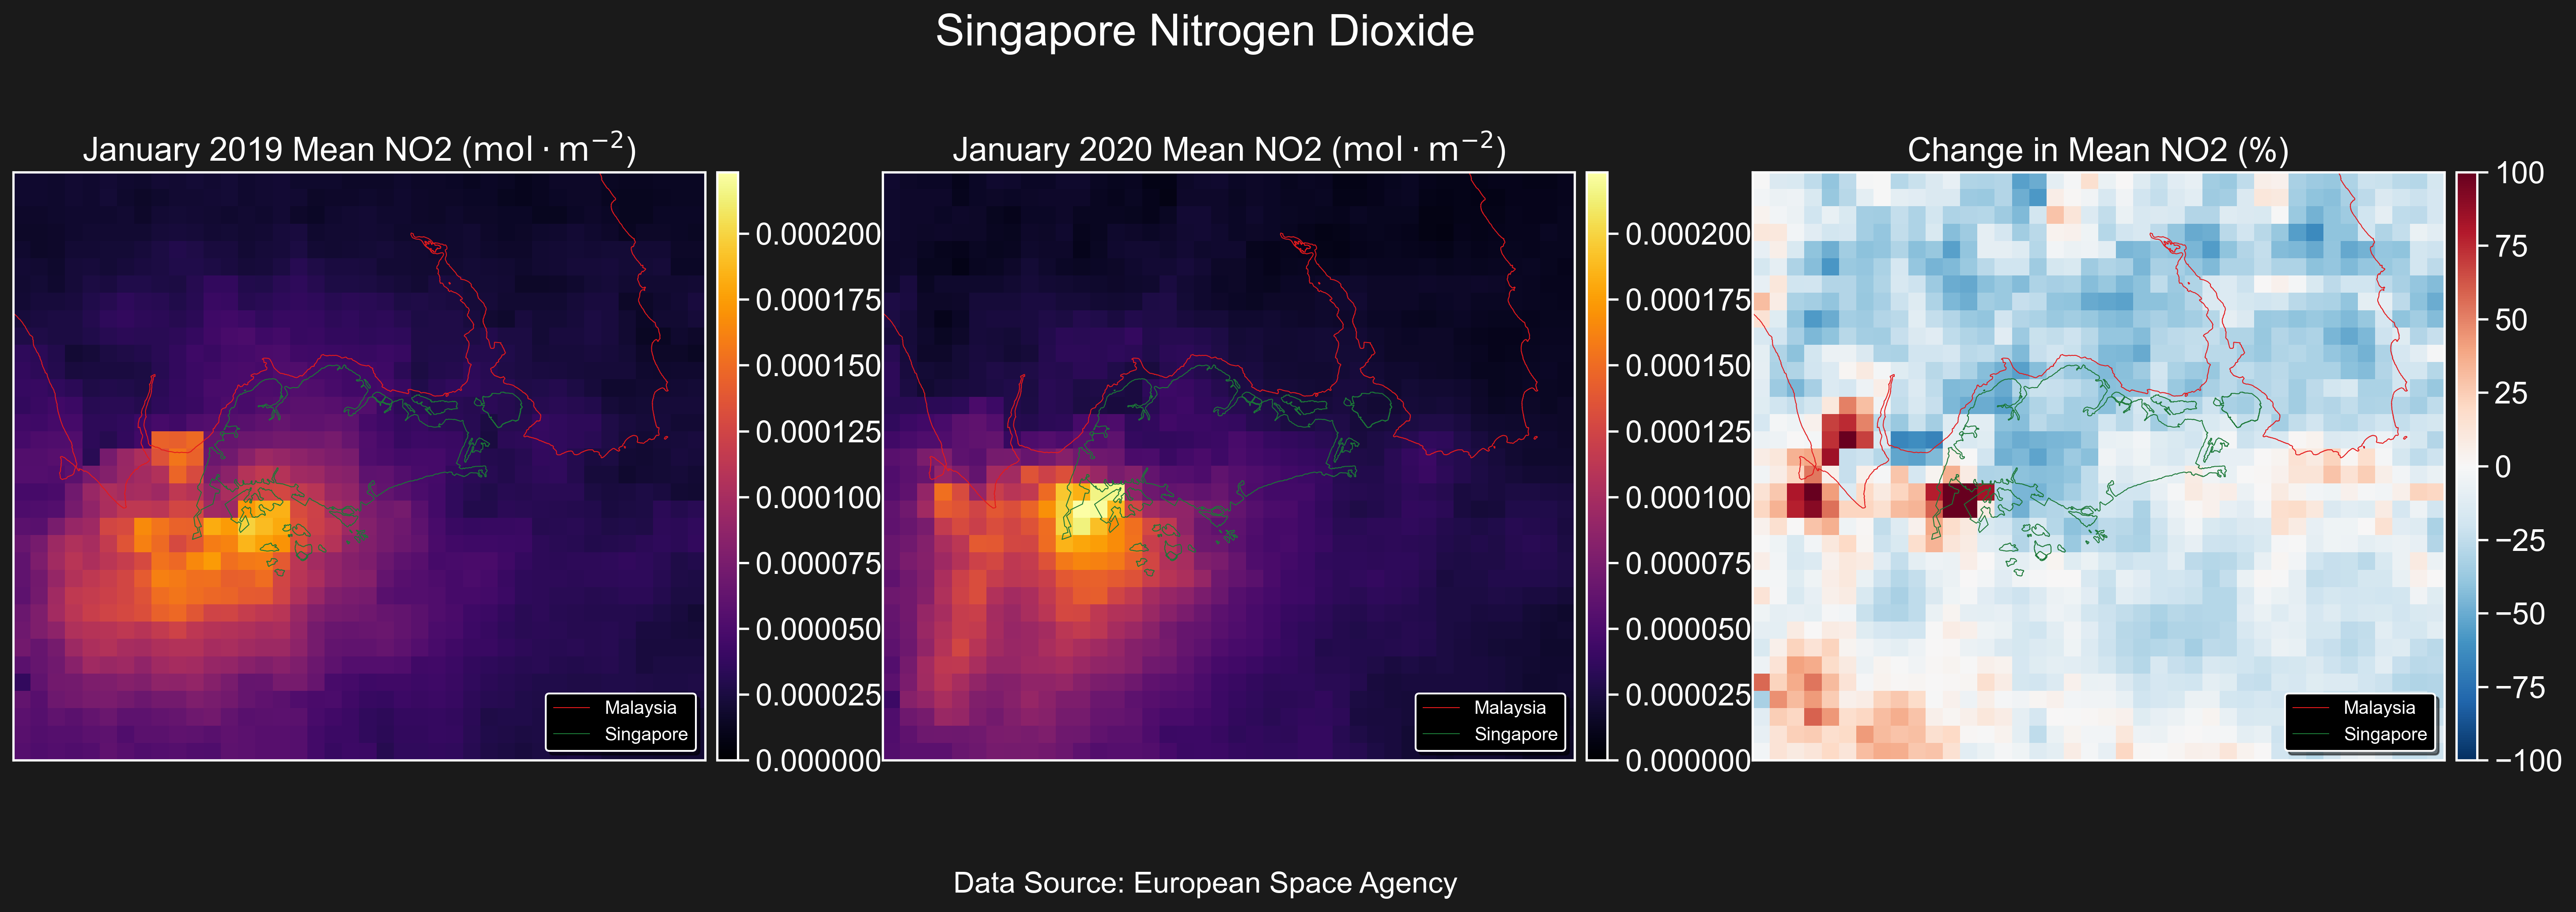 Singapore Nitrogen Dioxide
January 2019 Mean NO2 (mol · m⁻²)
0.000200
0.000175
0.000150
0.000125
0.000100
0.000075
0.000050
0.000025
0.000000
Malaysia
Singapore
January 2020 Mean NO2 (mol · m⁻²)
0.000200
0.000175
0.000150
0.000125
0.000100
0.000075
0.000050
0.000025
0.000000
Malaysia
Singapore
Change in Mean NO2 (%)
100
75
50
25
0
−25
−50
−75
−100
Malaysia
Singapore
Data Source: European Space Agency